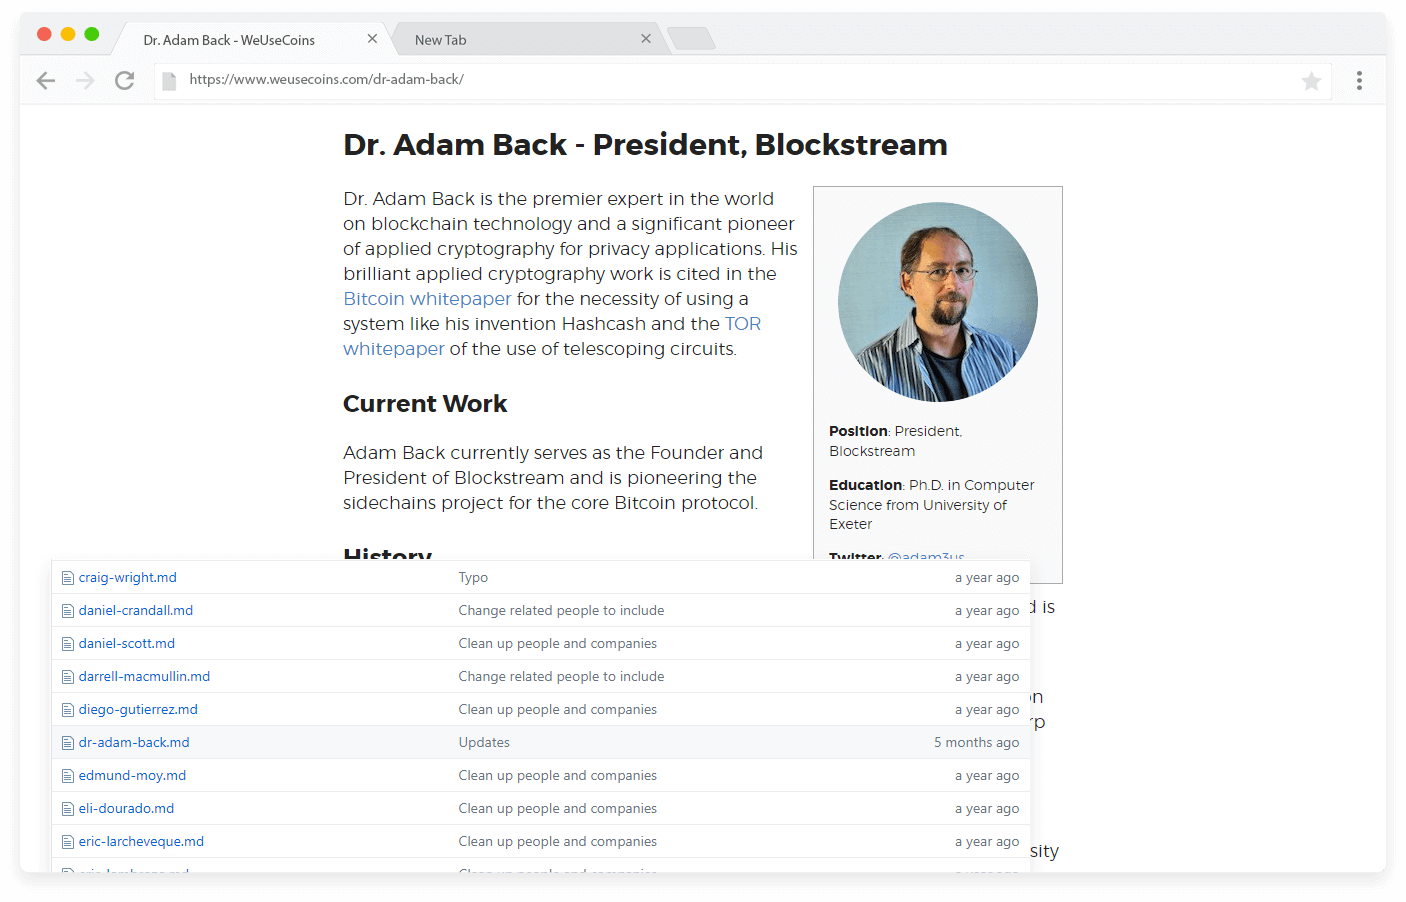 Dr. Adam Back - WeUseCoins
New Tab
https://www.weusecoins.com/dr-adam-back/
Dr. Adam Back - President, Blockstream
Dr. Adam Back is the premier expert in the world
on blockchain technology and a significant pioneer
of applied cryptography for privacy applications. His
brilliant applied cryptography work is cited in the
Bitcoin whitepaper for the necessity of using a
system like his invention Hashcash and the TOR
whitepaper of the use of telescoping circuits.
Current Work
Adam Back currently serves as the Founder and
President of Blockstream and is pioneering the
sidechains project for the core Bitcoin protocol.
History
Position: President,
Blockstream
Education: Ph.D. in Computer
Science from University of
Exeter
Twitter: @adam3us
craig-wright.md Typo a year ago
daniel-crandall.md Change related people to include a year ago
daniel-scott.md Clean up people and companies a year ago
darrell-macmullin.md Change related people to include a year ago
diego-gutierrez.md Clean up people and companies a year ago
dr-adam-back.md Updates 5 months ago
edmund-moy.md Clean up people and companies a year ago
eli-dourado.md Clean up people and companies a year ago
eric-larcheveque.md Clean up people and companies a year ago
Clean up people and companies a year ago
is